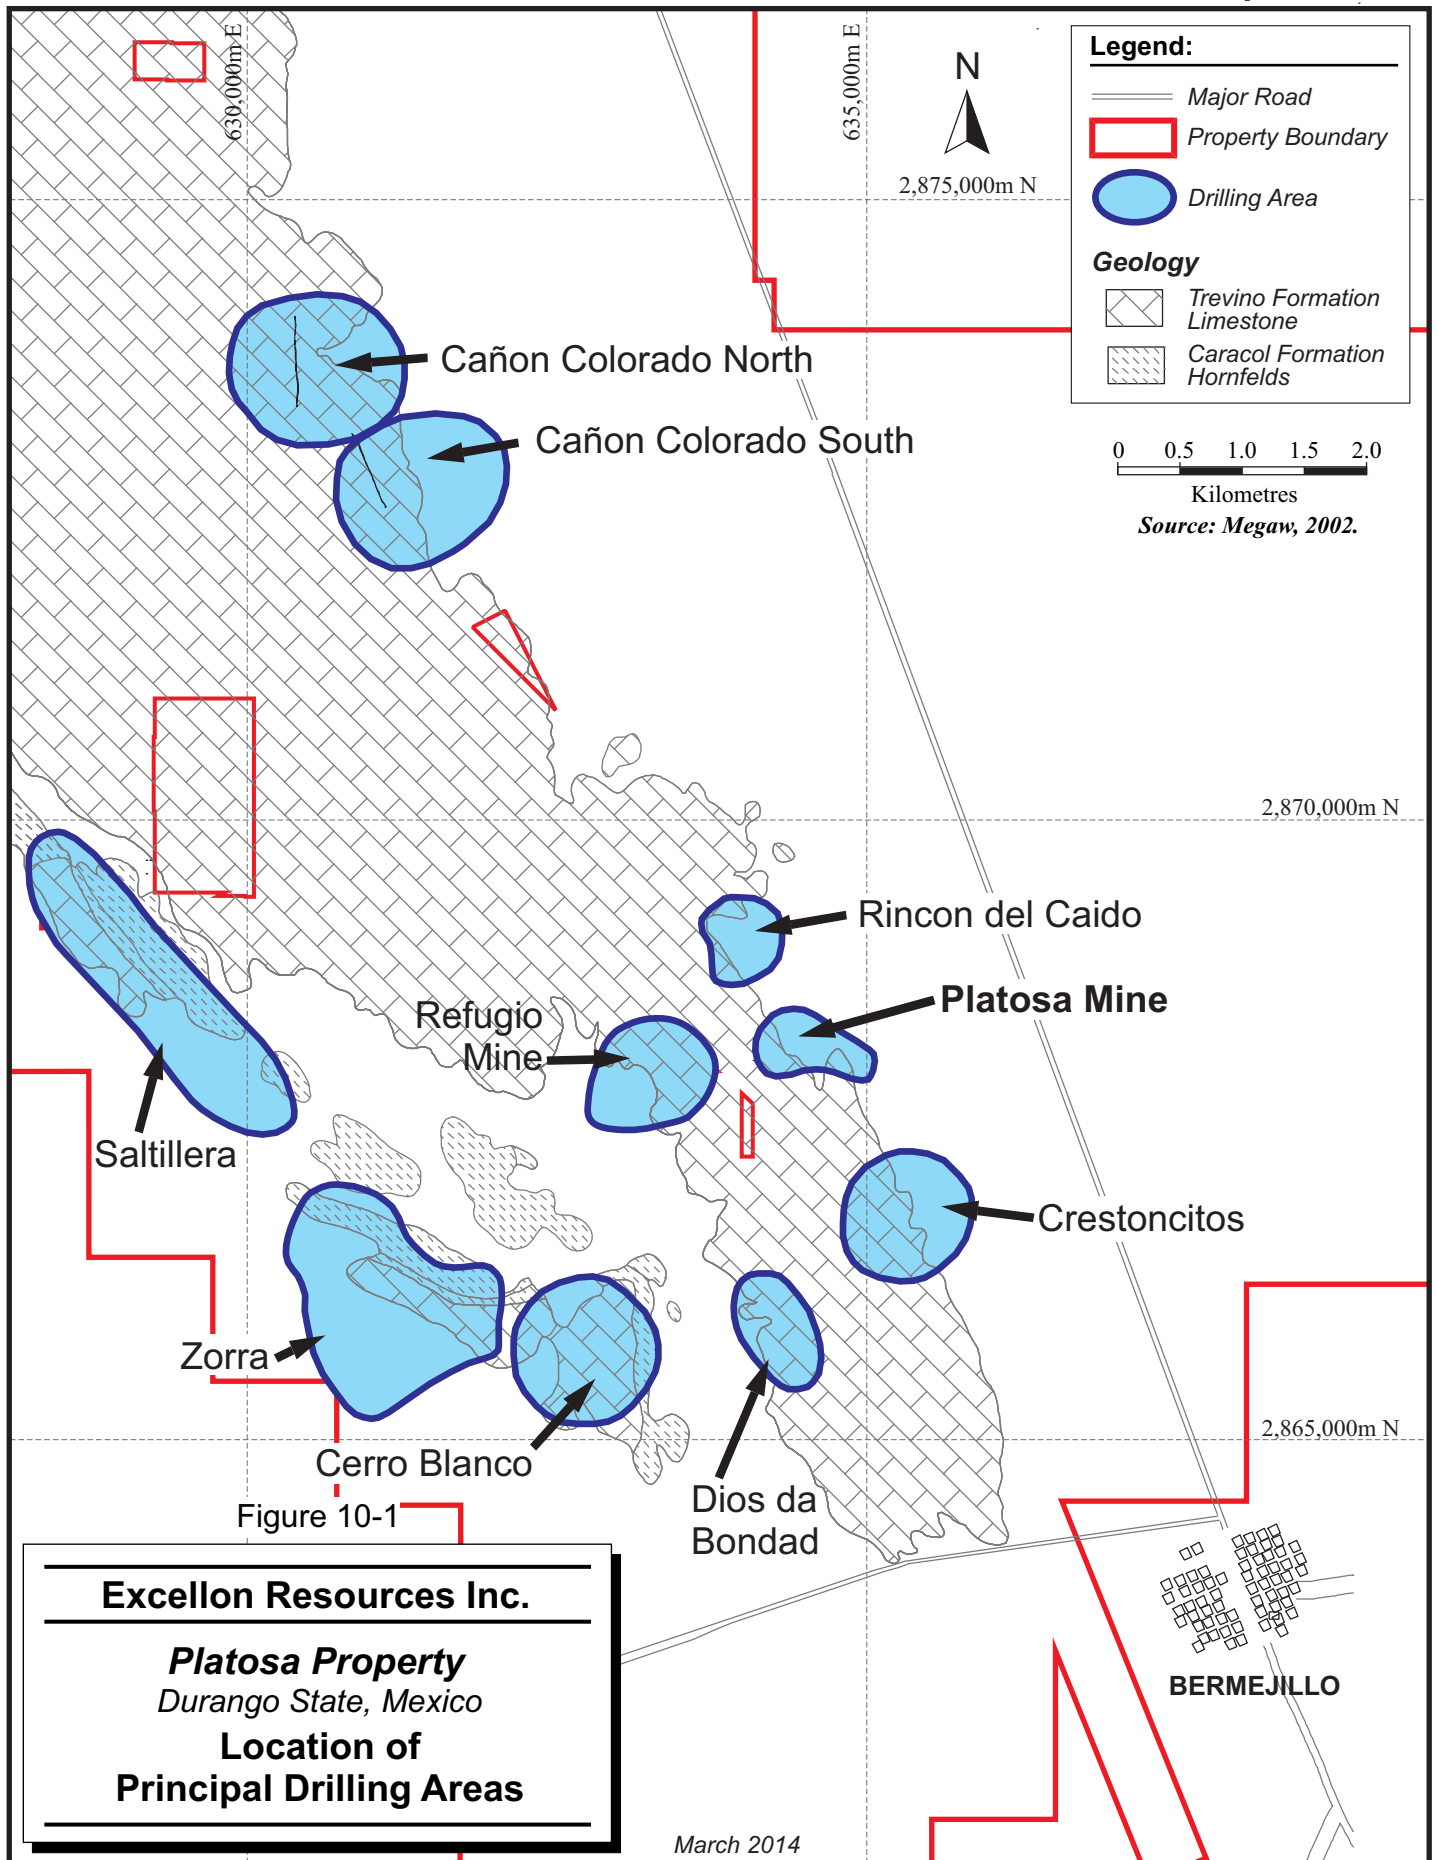 630,000m E
635,000m E
N
2,875,000m N
Legend:
Major Road
Property Boundary
Drilling Area
Geology
Trevino Formation
Limestone
Caracol Formation
Hornfelds
0 0.5 1.0 1.5 2.0
Kilometres
Source: Megaw, 2002.
Cañon Colorado North
Cañon Colorado South
2,870,000m N
Rincon del Caido
Platosa Mine
Refugio
Mine
Saltillera
Crestoncitos
Zorra
Cerro Blanco
Dios da
Bondad
2,865,000m N
BERMEJILLO
Figure 10-1
Excellon Resources Inc.
Platosa Property
Durango State, Mexico
Location of
Principal Drilling Areas
March 2014